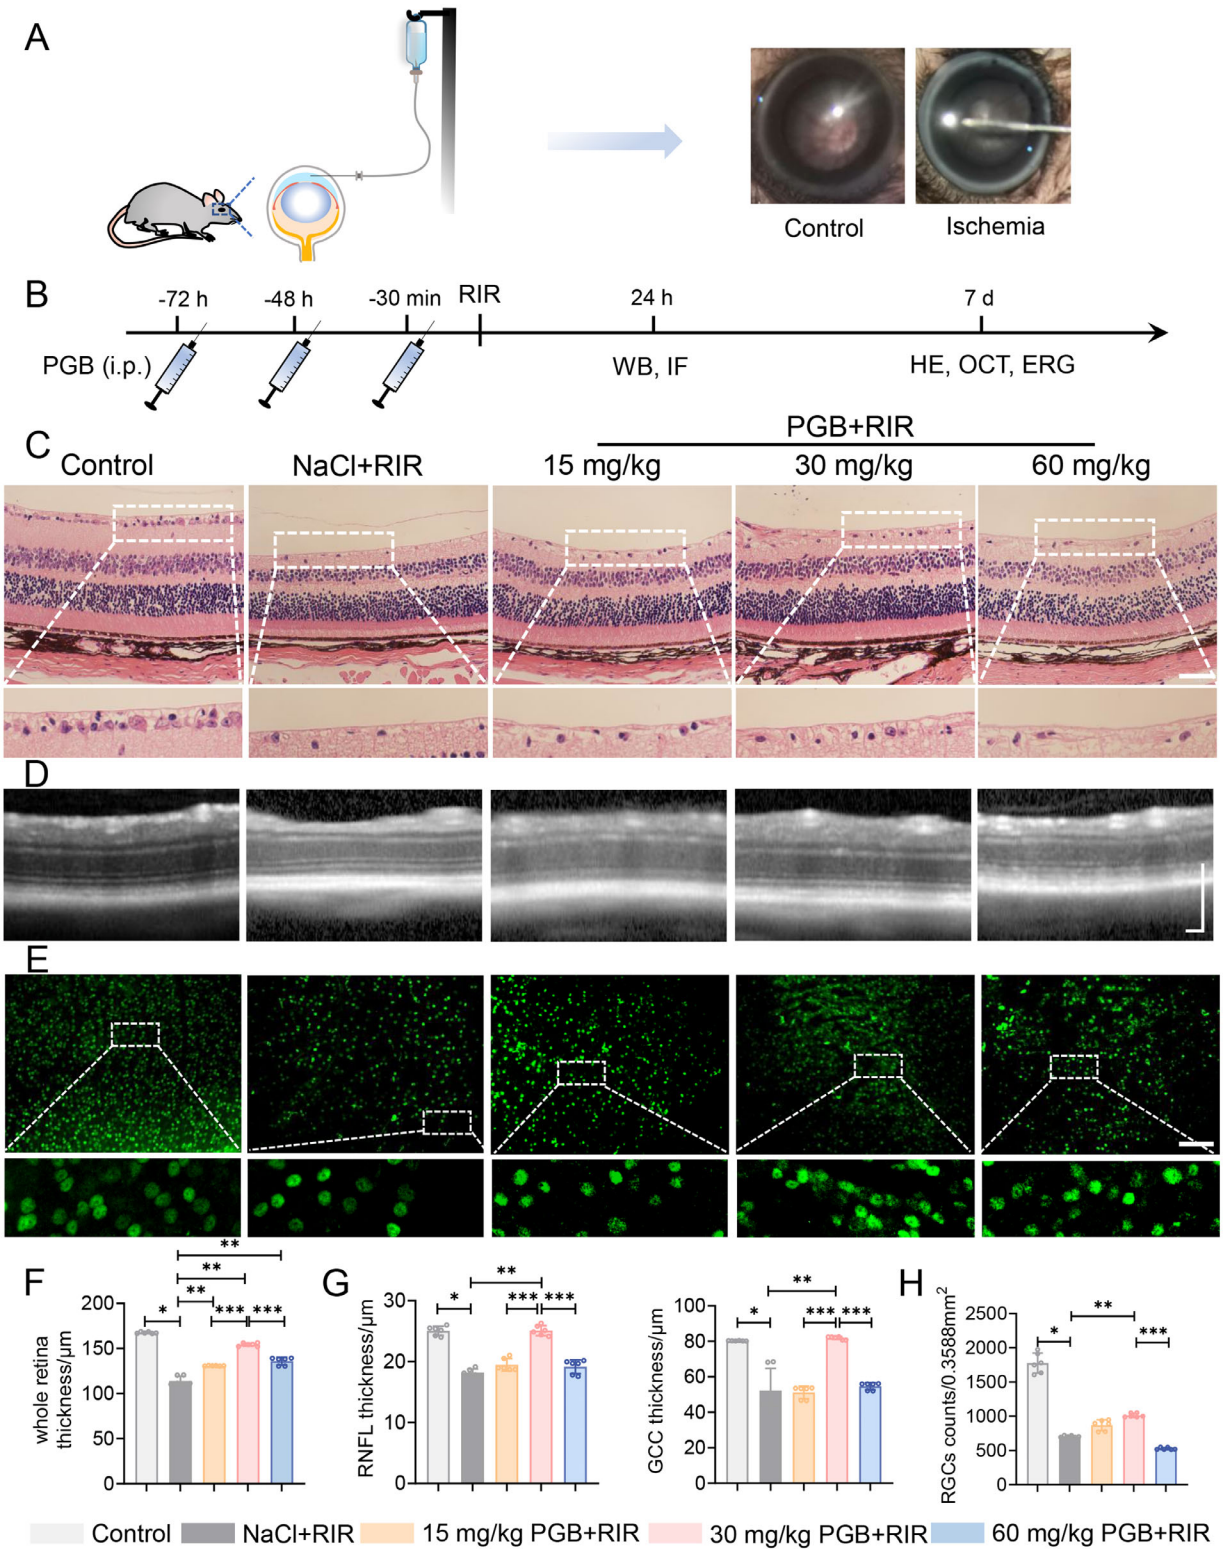 A
Control
Ischemia
B
-72 h
-48 h
-30 min
RIR
24 h
7 d
PGB (i.p.)
WB, IF
HE, OCT, ERG
C
PGB+RIR
Control
NaCl+RIR
15 mg/kg
30 mg/kg
60 mg/kg
D
E
F
whole retina
thickness/μm
200
150
100
50
0
*
**
**
**
***
***
G
RNFL thickness/μm
30
20
10
0
*
**
***
***
GCC thickness/μm
100
80
60
40
20
0
*
**
***
***
H
RGCs counts/0.3588mm²
2500
2000
1500
1000
500
0
*
**
***
Control
NaCl+RIR
15 mg/kg PGB+RIR
30 mg/kg PGB+RIR
60 mg/kg PGB+RIR